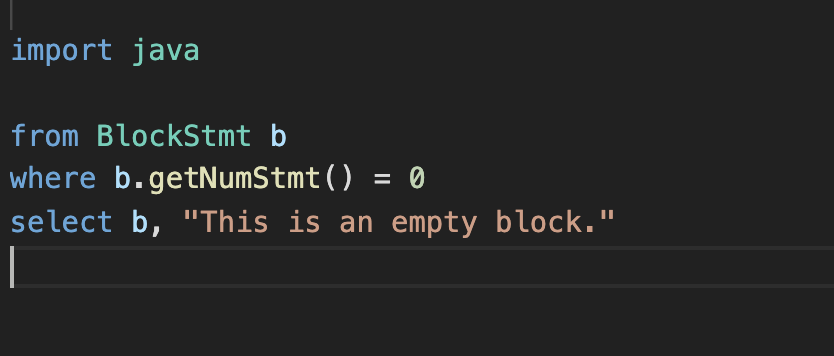 import java
from BlockStmt b
where b.getNumStmt() = 0
select b, "This is an empty block."